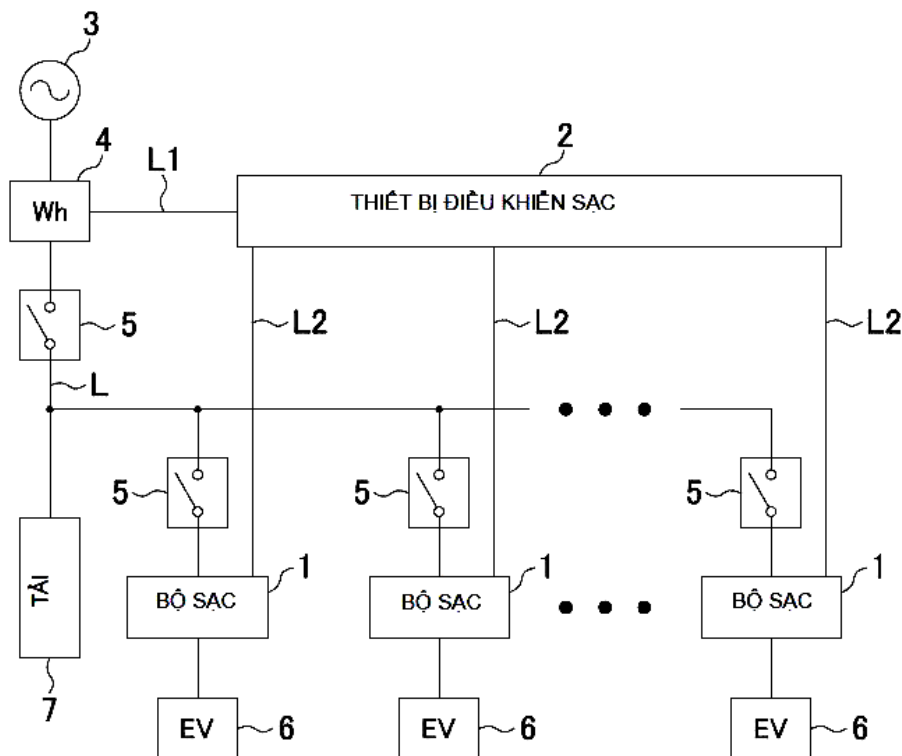 3
4
L1
2
Wh
THIẾT BỊ ĐIỀU KHIỂN SẠC
5
L2
L2
L2
L
5
5
5
TẢI
1
1
1
BỘ SẠC
BỘ SẠC
BỘ SẠC
7
EV
6
EV
6
EV
6